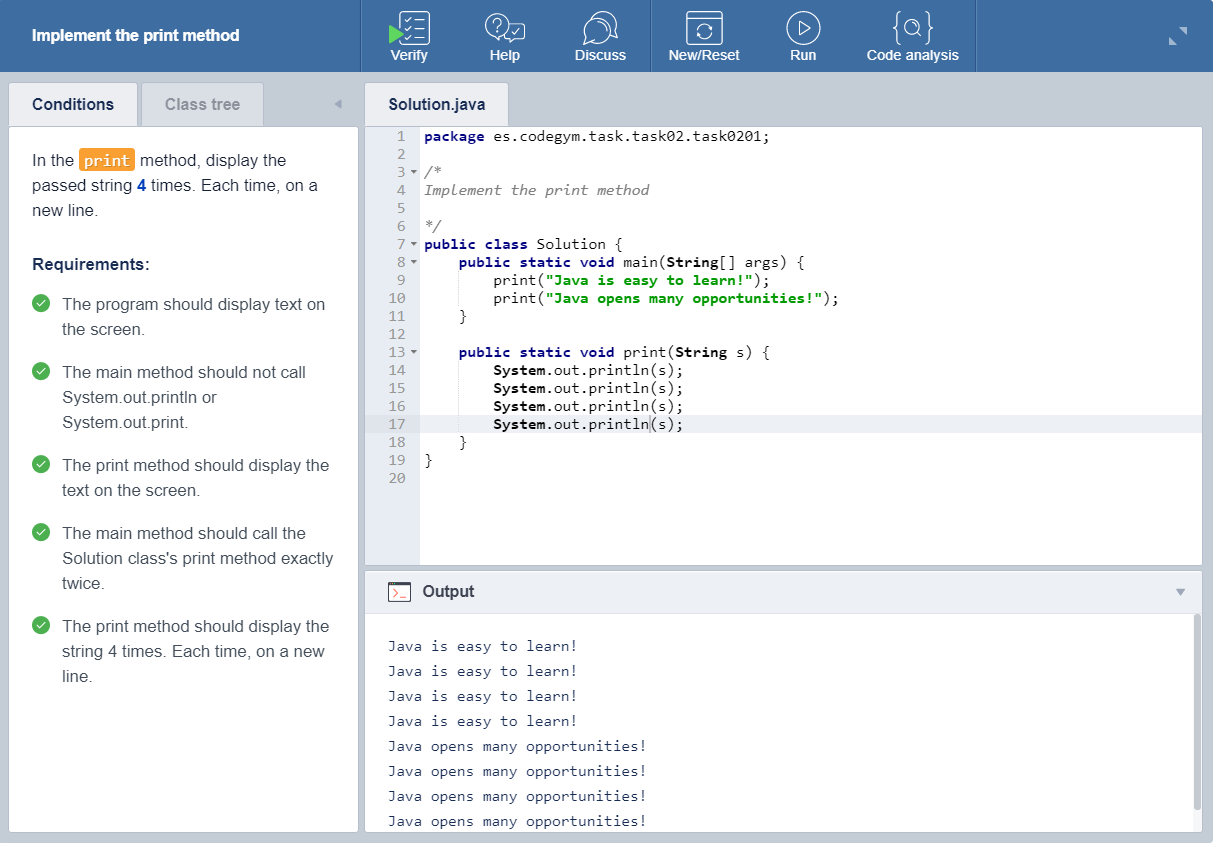 Implement the print method
Verify
Help
Discuss
New/Reset
Run
Code analysis
Conditions
Class tree
In the print method, display the
passed string 4 times. Each time, on a
new line.
Requirements:
The program should display text on
the screen.
The main method should not call
System.out.println or
System.out.print.
The print method should display the
text on the screen.
The main method should call the
Solution class's print method exactly
twice.
The print method should display the
string 4 times. Each time, on a new
line.
Solution.java
1 package es.codegym.task.task02.task0201;
2
3 /*
4 Implement the print method
5
6 */
7 public class Solution {
8     public static void main(String[] args) {
9         print("Java is easy to learn!");
10         print("Java opens many opportunities!");
11     }
12
13     public static void print(String s) {
14         System.out.println(s);
15         System.out.println(s);
16         System.out.println(s);
17         System.out.println(s);
18     }
19 }
20
>_ Output
Java is easy to learn!
Java is easy to learn!
Java is easy to learn!
Java is easy to learn!
Java opens many opportunities!
Java opens many opportunities!
Java opens many opportunities!
Java opens many opportunities!